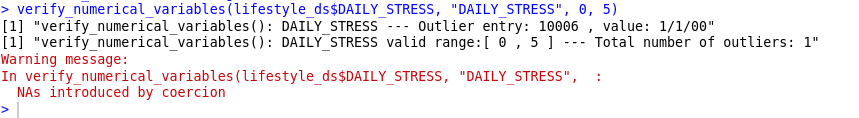 > verify_numerical_variables(lifestyle_ds$DAILY_STRESS, "DAILY_STRESS", 0, 5)
[1] "verify_numerical_variables(): DAILY_STRESS --- Outlier entry: 10006 , value: 1/1/00"
[1] "verify_numerical_variables(): DAILY_STRESS valid range:[ 0 , 5 ] --- Total number of outliers: 1"
Warning message:
In verify_numerical_variables(lifestyle_ds$DAILY_STRESS, "DAILY_STRESS",  :
  NAs introduced by coercion
>